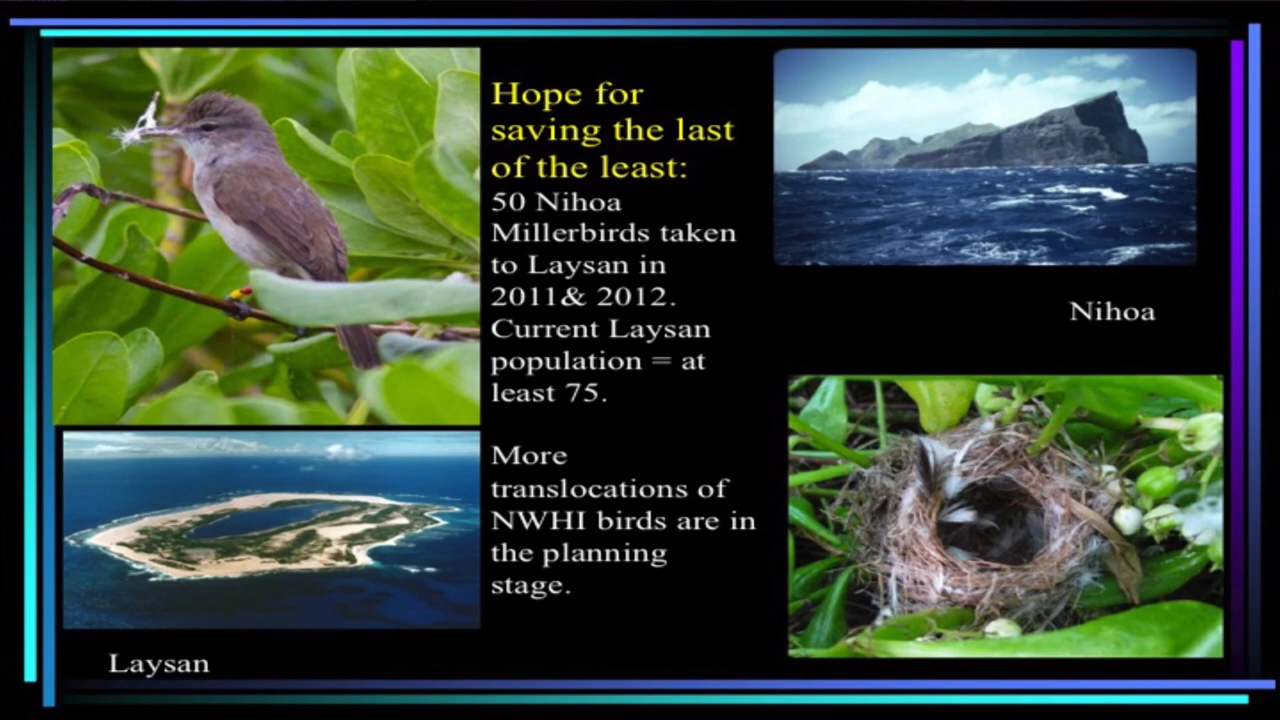 Hope for
saving the last
of the least:
50 Nihoa
Millerbirds taken
to Laysan in
2011& 2012.
Current Laysan
population = at
least 75.
More
translocations of
NWHI birds are in
the planning
stage.
Nihoa
Laysan